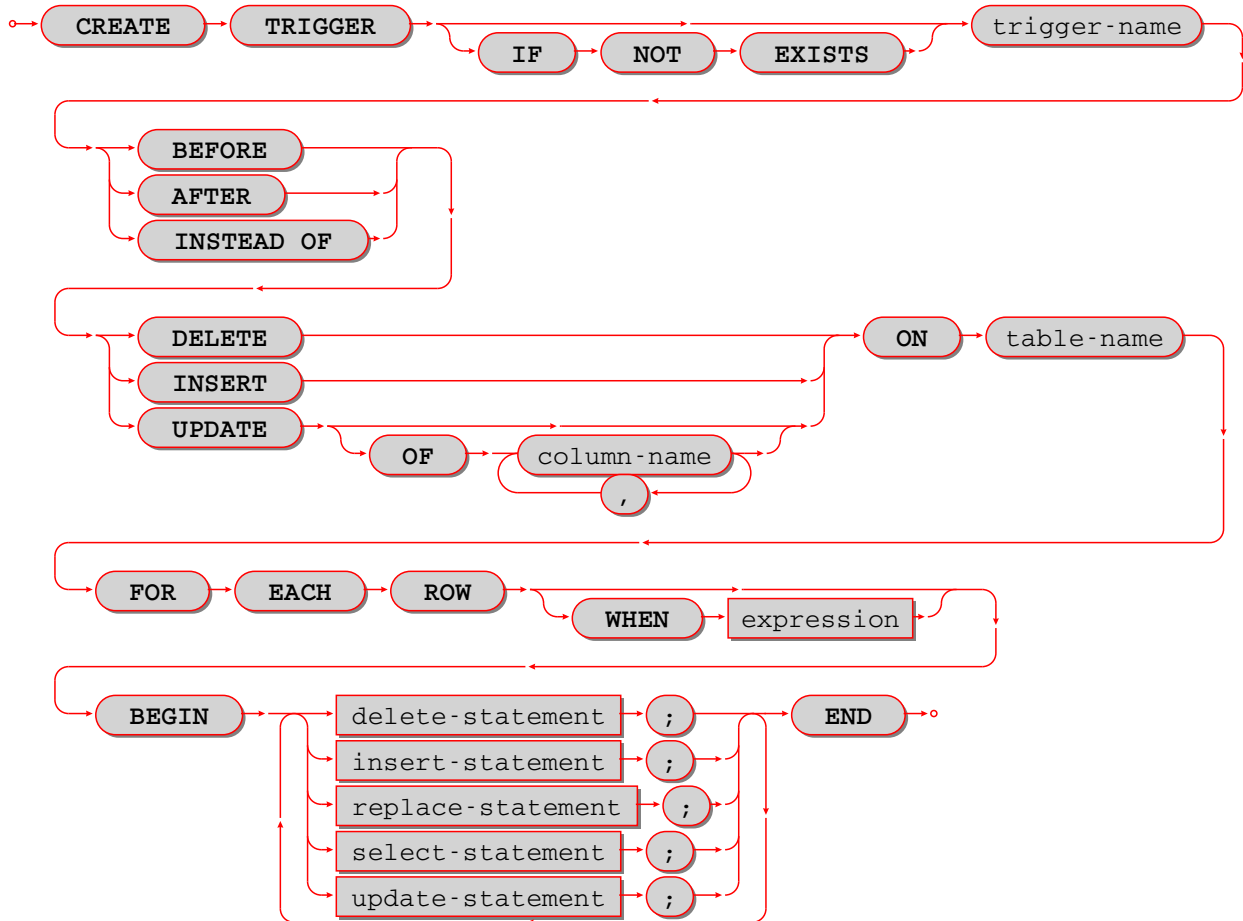 CREATE TRIGGER IF NOT EXISTS trigger-name
BEFORE
AFTER
INSTEAD OF
DELETE ON table-name
INSERT
UPDATE OF column-name
,
FOR EACH ROW WHEN expression
BEGIN delete-statement ; END
insert-statement ;
replace-statement ;
select-statement ;
update-statement ;